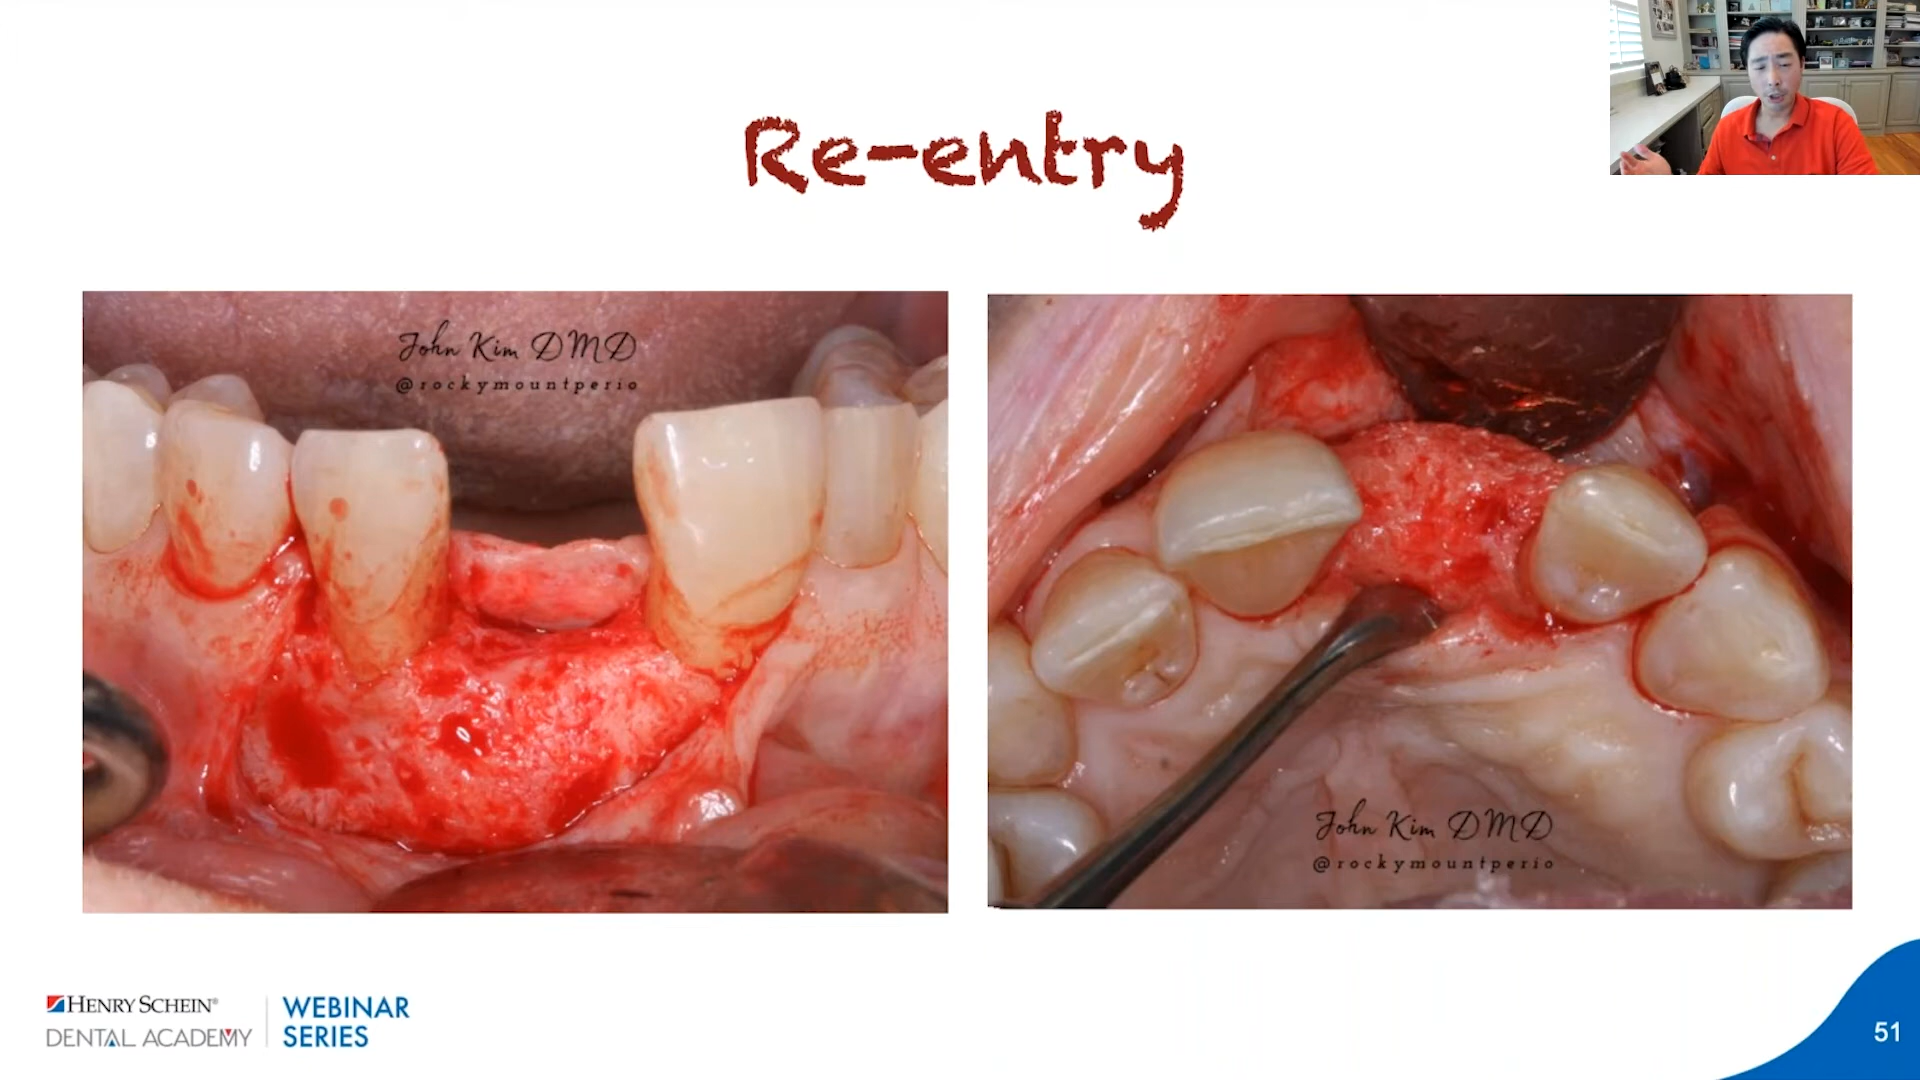 Re-entry
John Kim DMD
@rockymountperio
John Kim DMD
@rockymountperio
HENRY SCHEIN®
DENTAL ACADEMY
WEBINAR
SERIES
51